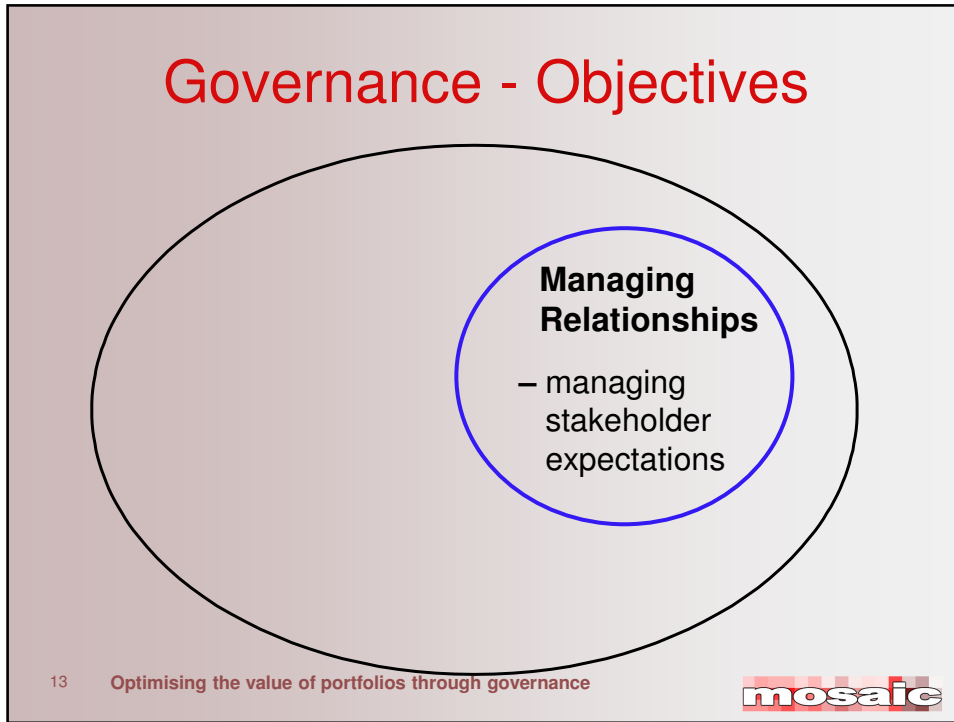 Governance - Objectives
Managing
Relationships
– managing
stakeholder
expectations
13 Optimising the value of portfolios through governance
mosaic